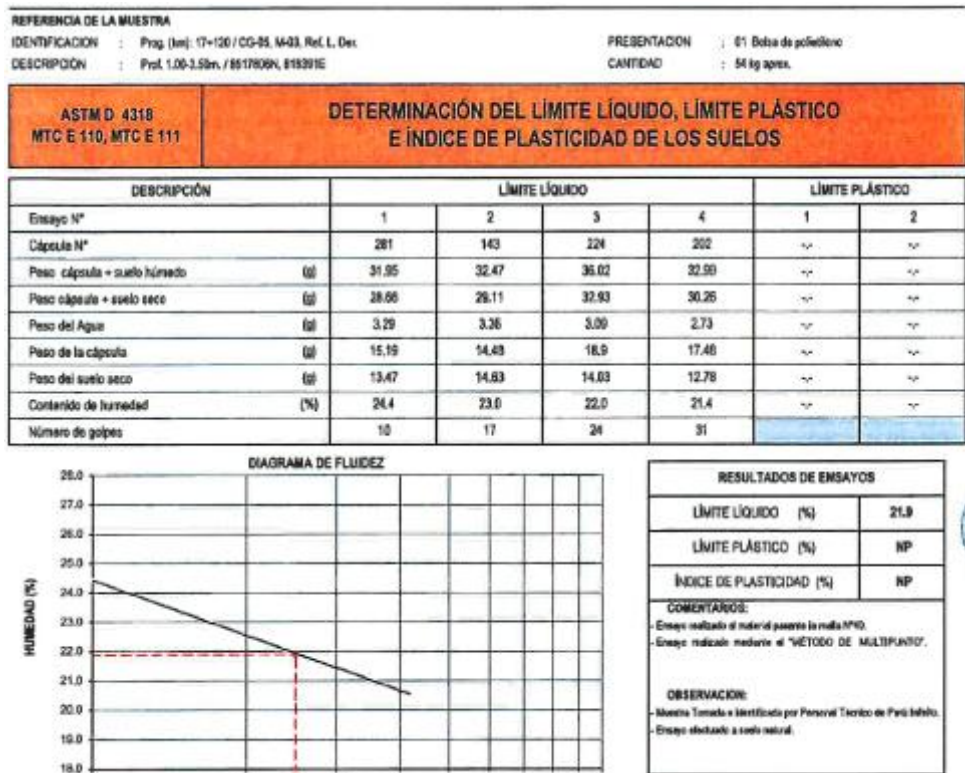 REFERENCIA DE LA MUESTRA
IDENTIFICACION : Prog. (km): 17+120 / CG-05, M-03, Ref. L. Der. PRESENTACION : 01 Bolsa de polietileno
DESCRIPCIÓN : Prof. 1.00-3.50m. / 8517806N, 818391E CANTIDAD : 54 kg aprox.
ASTM D 4318
MTC E 110, MTC E 111
DETERMINACIÓN DEL LÍMITE LÍQUIDO, LÍMITE PLÁSTICO
E ÍNDICE DE PLASTICIDAD DE LOS SUELOS
DESCRIPCIÓN LÍMITE LÍQUIDO LÍMITE PLÁSTICO
Ensayo N° 1 2 3 4 1 2
Cápsula N° 281 143 224 202 -.- -.-
Peso cápsula + suelo húmedo (g) 31.95 32.47 36.02 32.99 -.- -.-
Peso cápsula + suelo seco (g) 28.66 29.11 32.93 30.26 -.- -.-
Peso del Agua (g) 3.29 3.36 3.09 2.73 -.- -.-
Peso de la cápsula (g) 15.19 14.48 18.9 17.48 -.- -.-
Peso del suelo seco (g) 13.47 14.63 14.03 12.78 -.- -.-
Contenido de humedad (%) 24.4 23.0 22.0 21.4 -.- -.-
Número de golpes 10 17 24 31
DIAGRAMA DE FLUIDEZ
HUMEDAD (%)
28.0
27.0
26.0
25.0
24.0
23.0
22.0
21.0
20.0
19.0
18.0
RESULTADOS DE ENSAYOS
LÍMITE LÍQUIDO (%) 21.9
LÍMITE PLÁSTICO (%) NP
ÍNDICE DE PLASTICIDAD (%) NP
COMENTARIOS:
- Ensayo realizado al material pasante la malla N°40.
- Ensayo realizado mediante el "MÉTODO DE MULTIPUNTO".
OBSERVACION:
- Muestra Tomada e Identificada por Personal Técnico de Perú
- Ensayo efectuado a suelo natural.